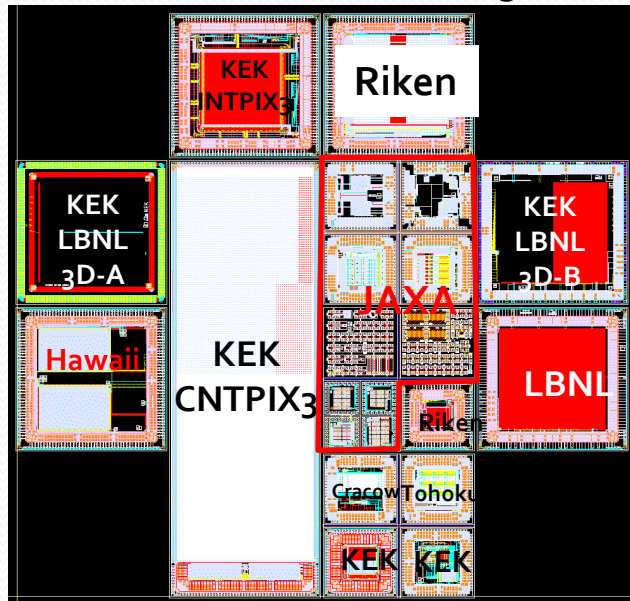 KEK
INTPIX3
Riken
KEK
LBNL
3D-A
KEK
LBNL
3D-B
JAXA
Hawaii
KEK
CNTPIX3
LBNL
Riken
Cracow
Tohoku
KEK
KEK